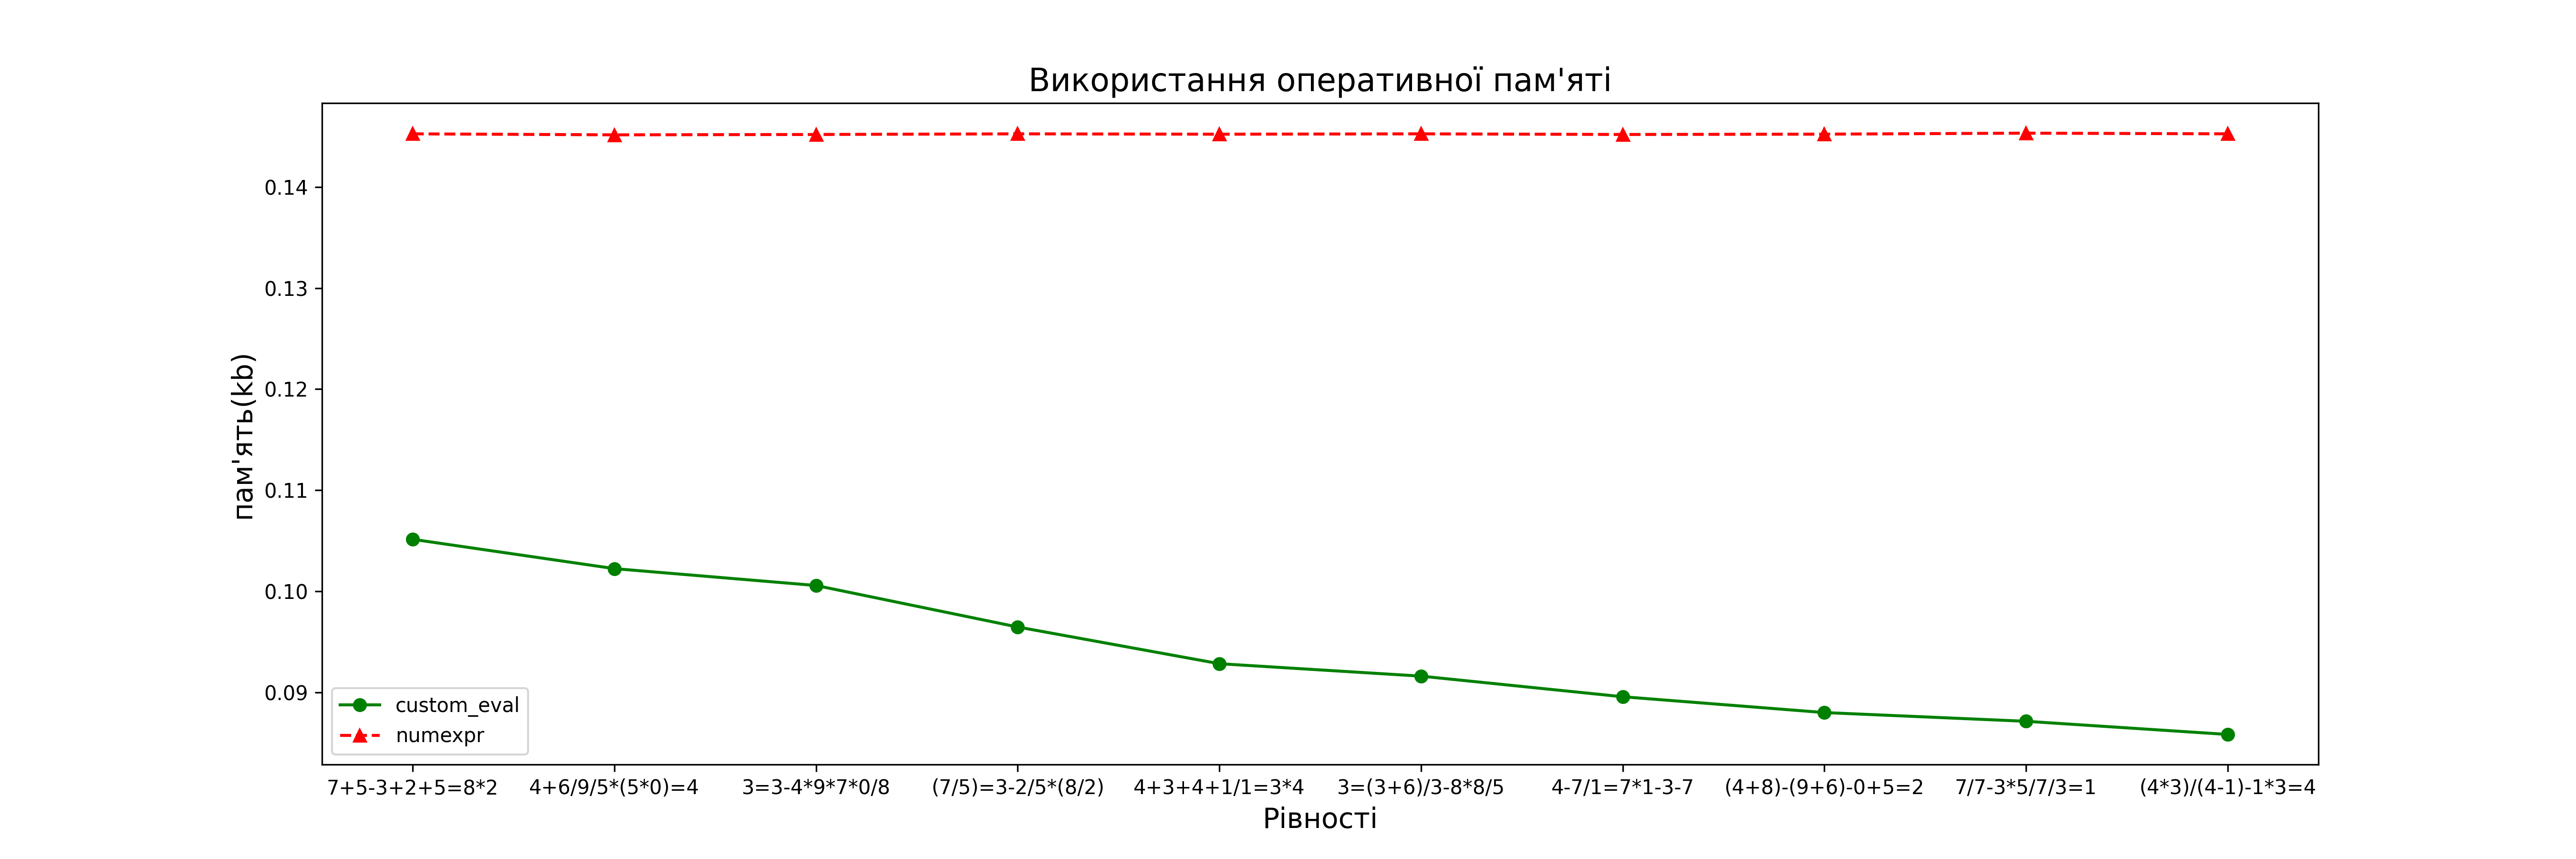 Використання оперативної пам'яті
пам'ять(kb)
0.14
0.13
0.12
0.11
0.10
0.09
custom_eval
numexpr
7+5-3+2+5=8*2 4+6/9/5*(5*0)=4 3=3-4*9*7*0/8 (7/5)=3-2/5*(8/2) 4+3+4+1/1=3*4 3=(3+6)/3-8*8/5 4-7/1=7*1-3-7 (4+8)-(9+6)-0+5=2 7/7-3*5/7/3=1 (4*3)/(4-1)-1*3=4
Рівності